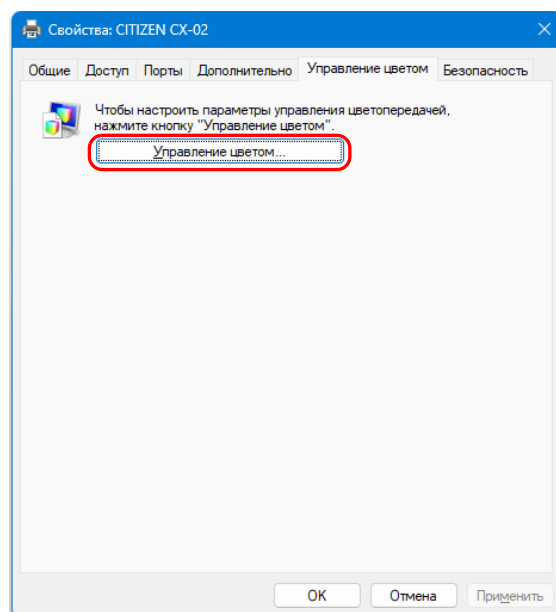 Свойства: CITIZEN CX-02
Общие Доступ Порты Дополнительно Управление цветом Безопасность
Чтобы настроить параметры управления цветопередачей,
нажмите кнопку "Управление цветом".
Управление цветом...
OK Отмена Применить